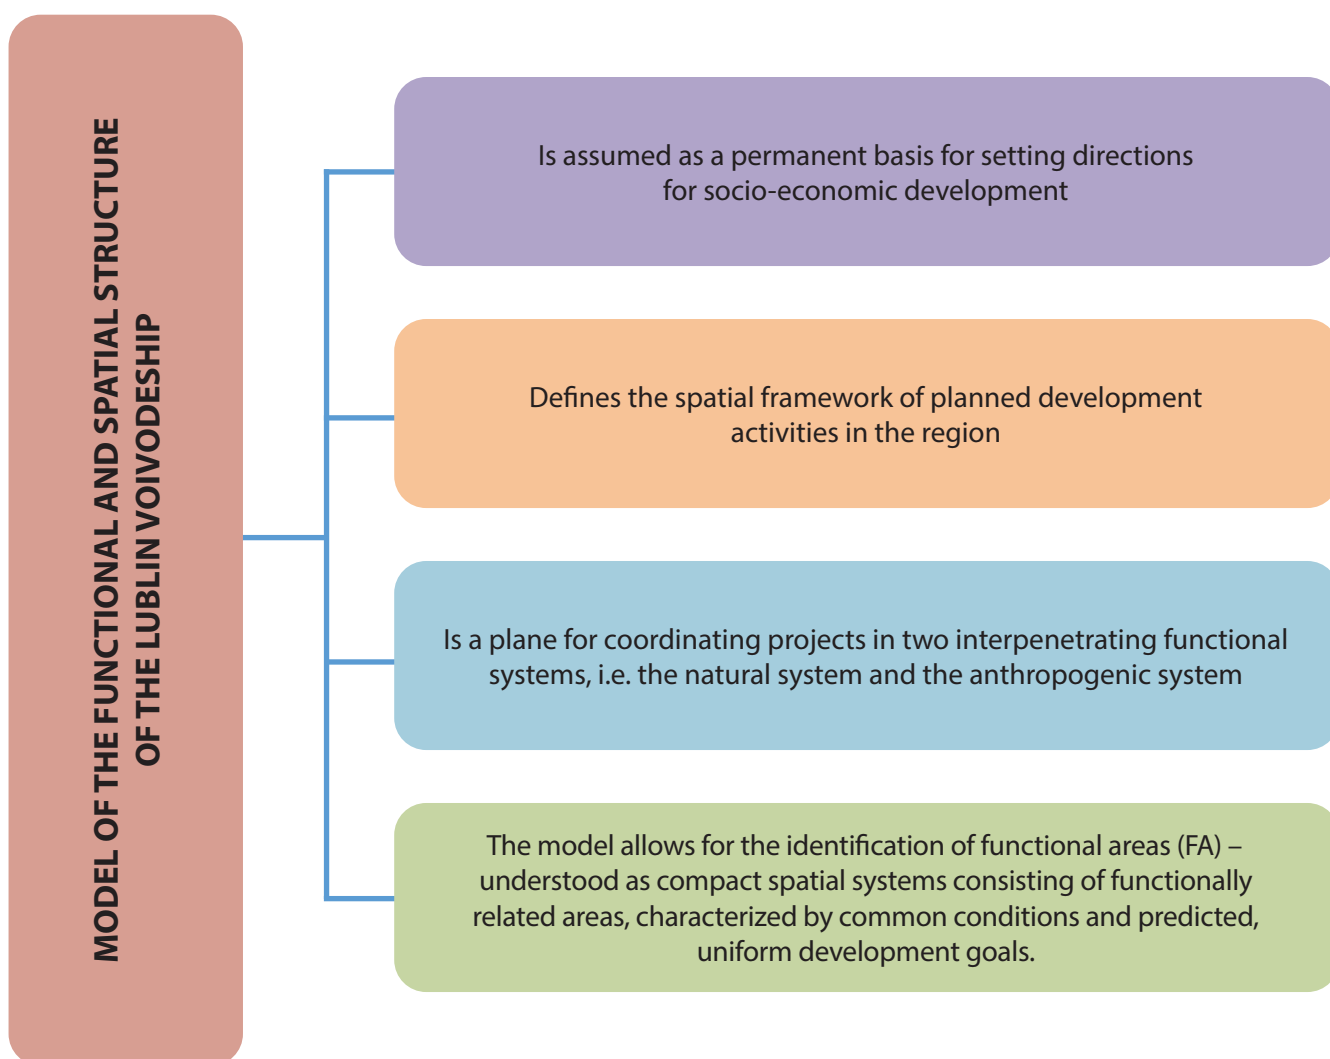 MODEL OF THE FUNCTIONAL AND SPATIAL STRUCTURE
OF THE LUBLIN VOIVODESHIP
Is assumed as a permanent basis for setting directions
for socio-economic development
Defines the spatial framework of planned development
activities in the region
Is a plane for coordinating projects in two interpenetrating functional
systems, i.e. the natural system and the anthropogenic system
The model allows for the identification of functional areas (FA) –
understood as compact spatial systems consisting of functionally
related areas, characterized by common conditions and predicted,
uniform development goals.